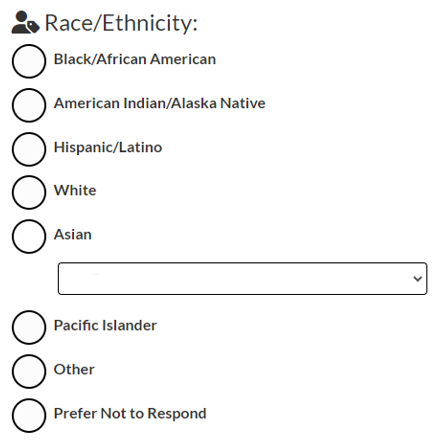 Race/Ethnicity:
Black/African American
American Indian/Alaska Native
Hispanic/Latino
White
Asian
Pacific Islander
Other
Prefer Not to Respond